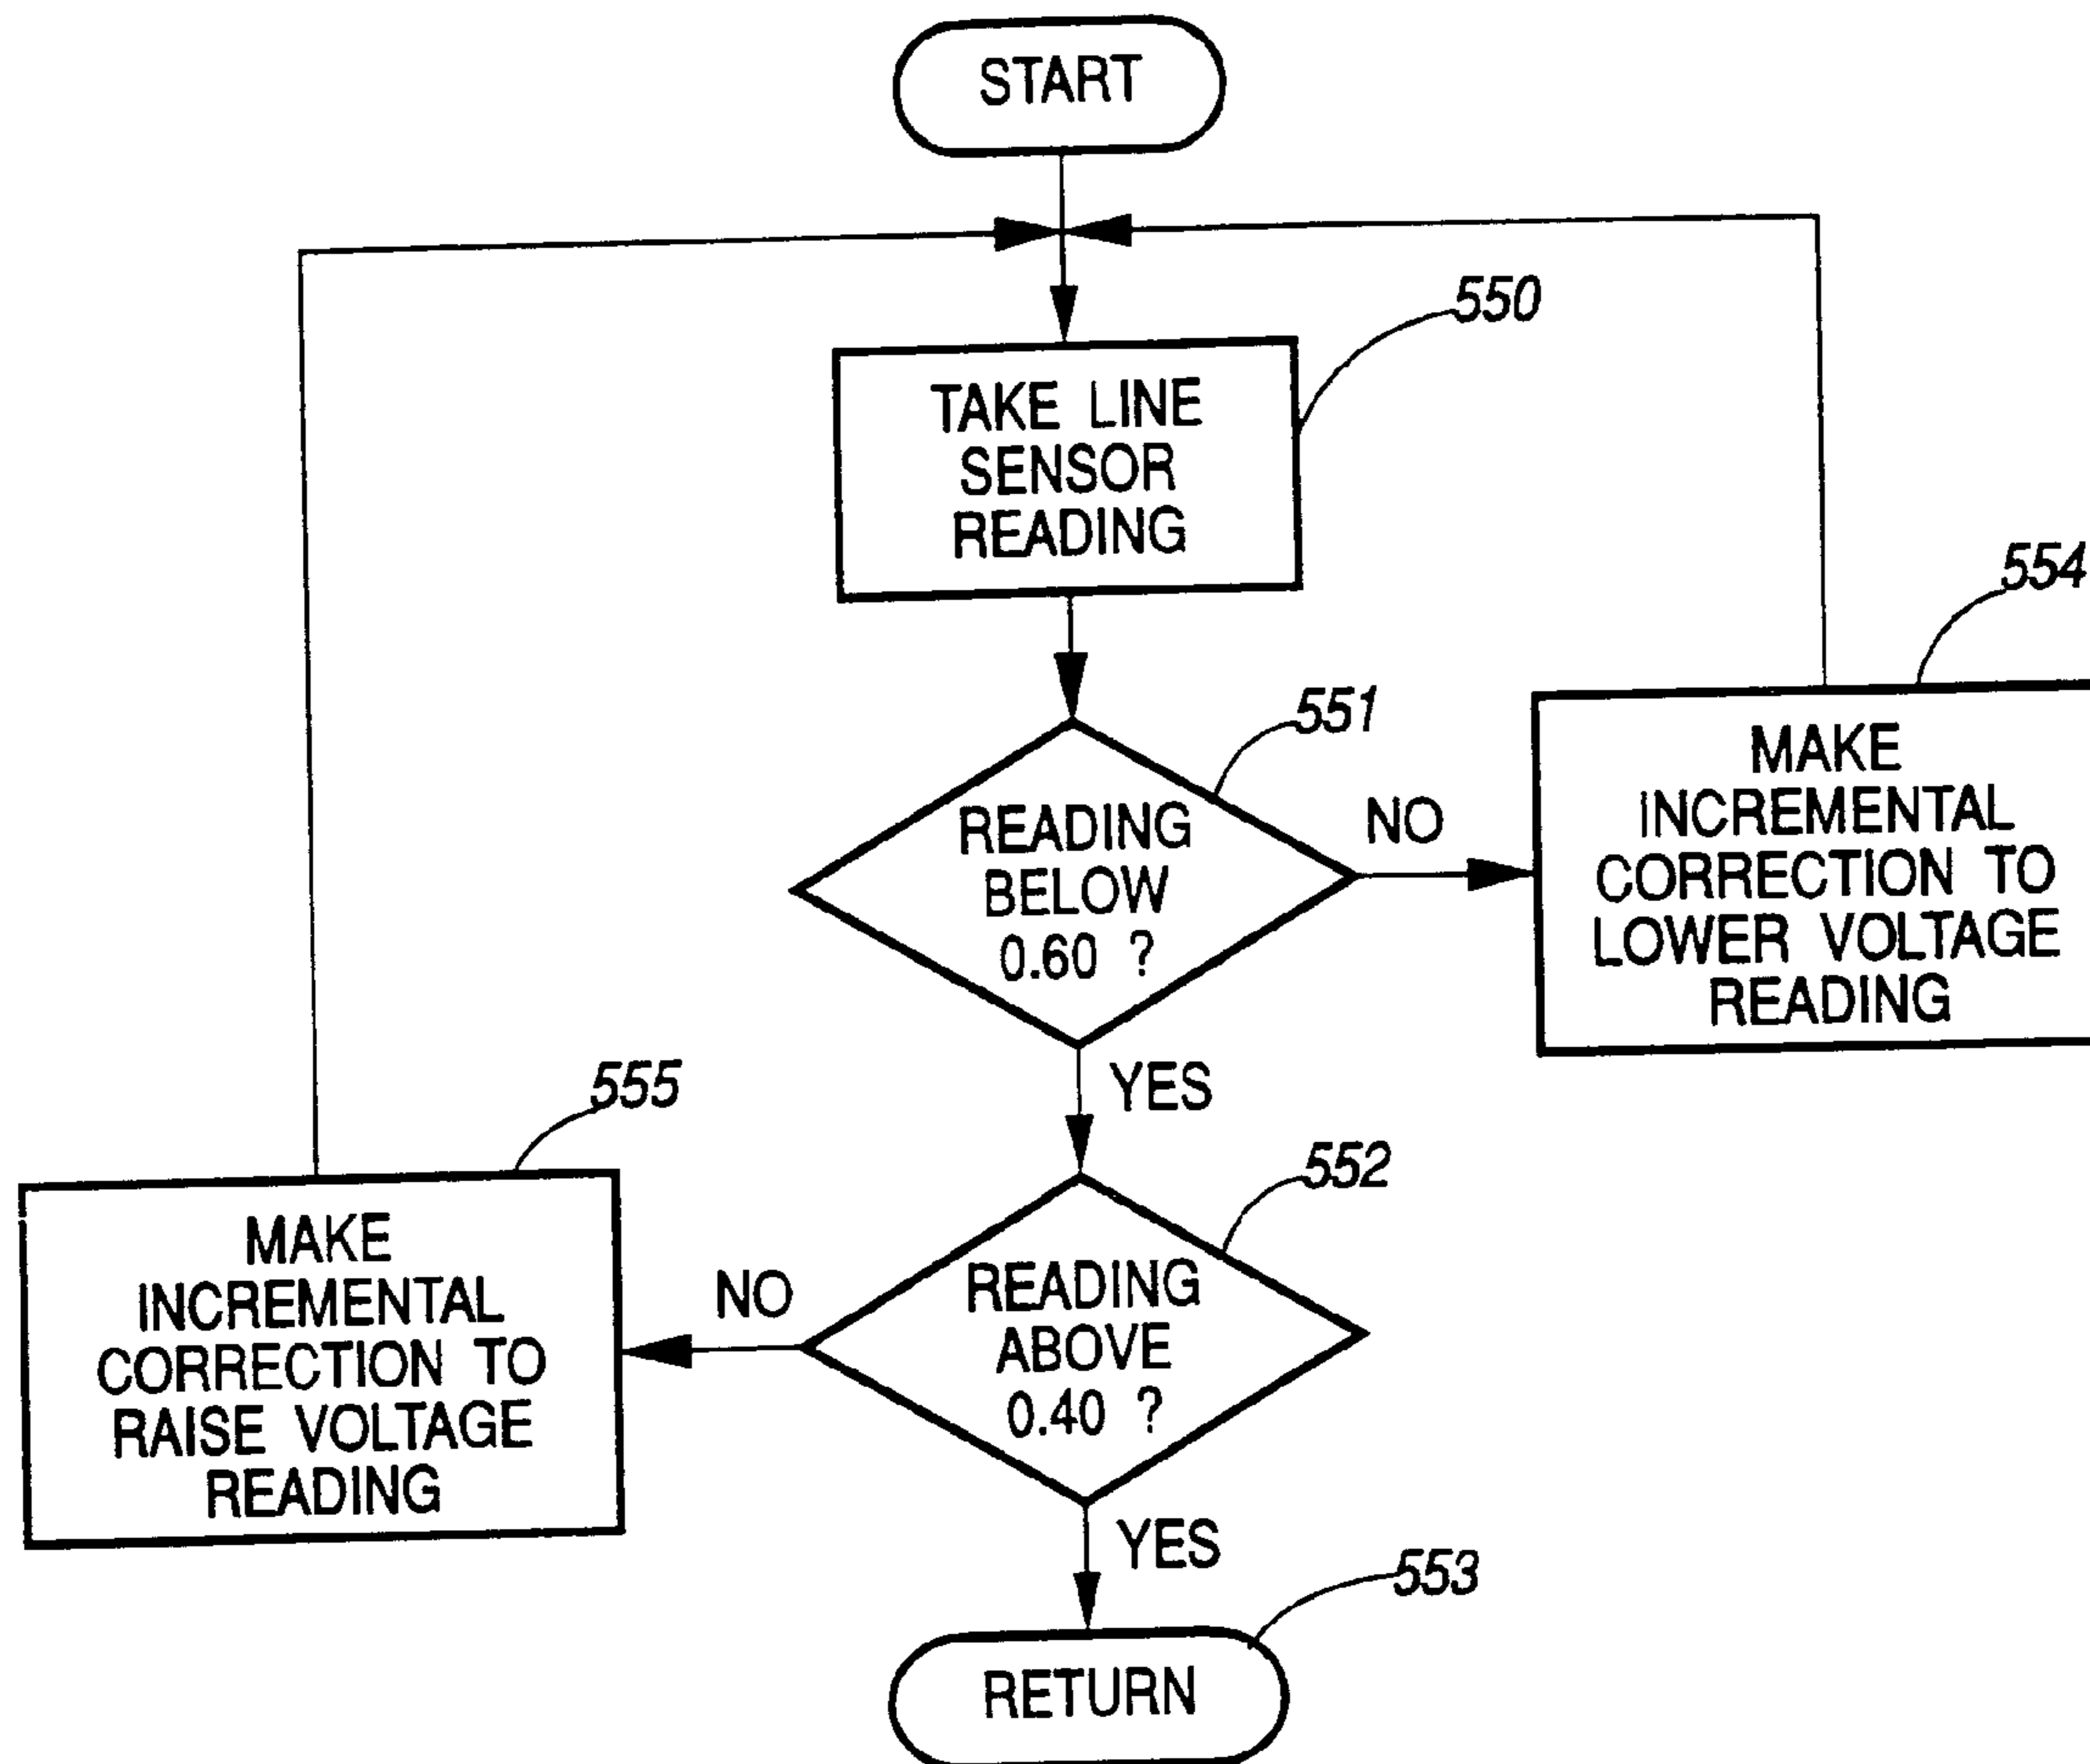 START
550
TAKE LINE
SENSOR
READING
554
551
READING
BELOW
0.60 ?
NO
MAKE
INCREMENTAL
CORRECTION TO
LOWER VOLTAGE
READING
YES
555
552
MAKE
INCREMENTAL
CORRECTION TO
RAISE VOLTAGE
READING
NO
READING
ABOVE
0.40 ?
YES
553
RETURN